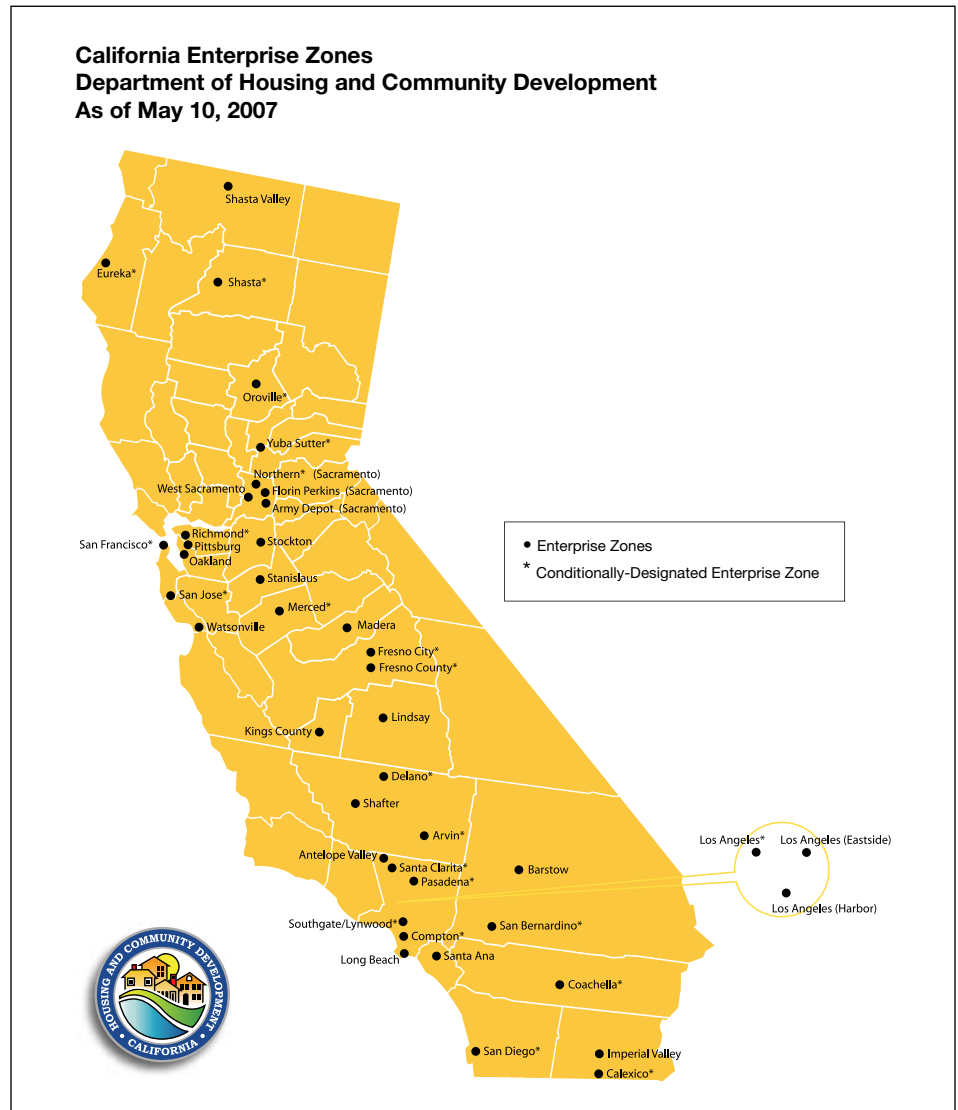 California Enterprise Zones
Department of Housing and Community Development
As of May 10, 2007
Shasta Valley
Eureka*
Shasta*
Oroville*
Yuba Sutter*
Northern* (Sacramento)
West Sacramento
Florin Perkins (Sacramento)
Army Depot (Sacramento)
Richmond*
San Francisco*
Pittsburg
Stockton
Oakland
• Enterprise Zones
* Conditionally-Designated Enterprise Zone
Stanislaus
San Jose*
Merced*
Watsonville
Madera
Fresno City*
Fresno County*
Lindsay
Kings County
Delano*
Shafter
Arvin*
Los Angeles*
Los Angeles (Eastside)
Antelope Valley
Santa Clarita*
Barstow
Pasadena*
Los Angeles (Harbor)
Southgate/Lynwood*
San Bernardino*
Compton*
Long Beach
Santa Ana
Coachella*
San Diego*
Imperial Valley
Calexico*
HOUSING AND COMMUNITY DEVELOPMENT
• CALIFORNIA •